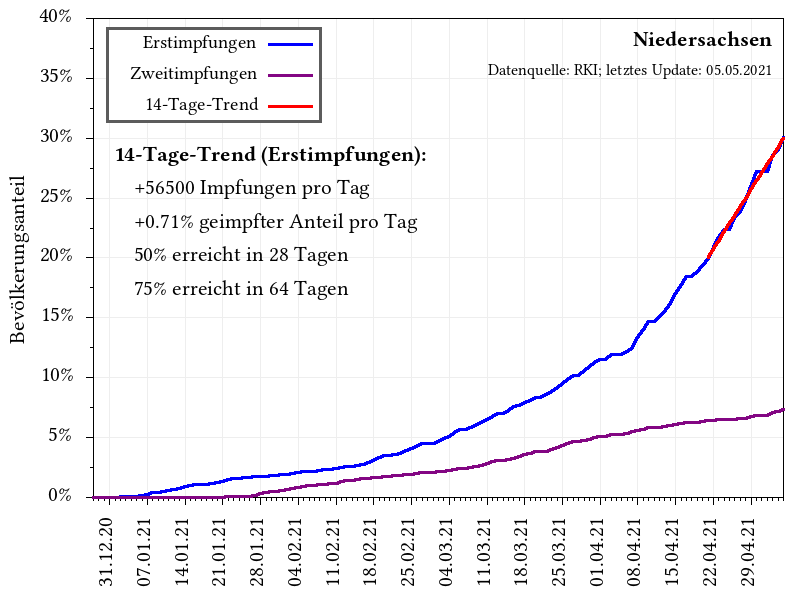 40%
35%
30%
25%
20%
15%
10%
5%
0%
Bevölkerungsanteil
Erstimpfungen
Zweitimpfungen
14-Tage-Trend
Niedersachsen
Datenquelle: RKI; letztes Update: 05.05.2021
14-Tage-Trend (Erstimpfungen):
+56500 Impfungen pro Tag
+0.71% geimpfter Anteil pro Tag
50% erreicht in 28 Tagen
75% erreicht in 64 Tagen
31.12.20
07.01.21
14.01.21
21.01.21
28.01.21
04.02.21
11.02.21
18.02.21
25.02.21
04.03.21
11.03.21
18.03.21
25.03.21
01.04.21
08.04.21
15.04.21
22.04.21
29.04.21